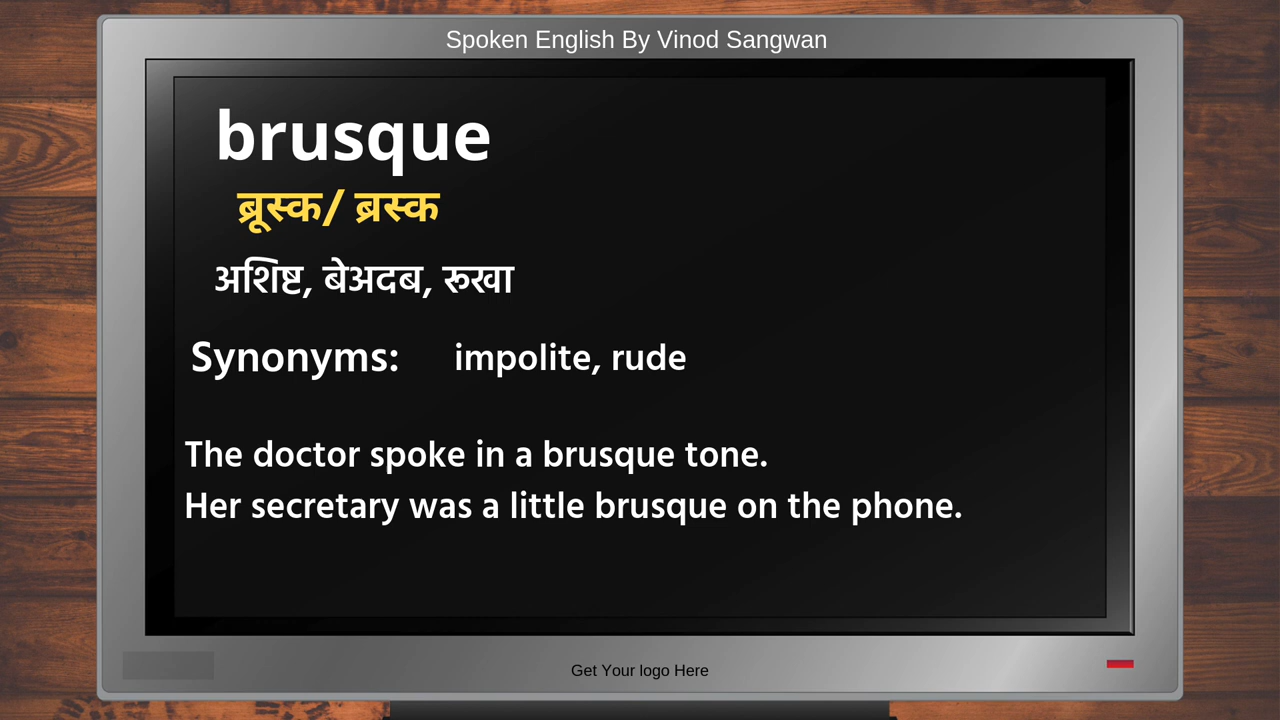 Spoken English By Vinod Sangwan
brusque
ब्रूस्क/ ब्रस्क
अशिष्ट, बेअदब, रूखा
Synonyms: impolite, rude
The doctor spoke in a brusque tone.
Her secretary was a little brusque on the phone.
Get Your logo Here